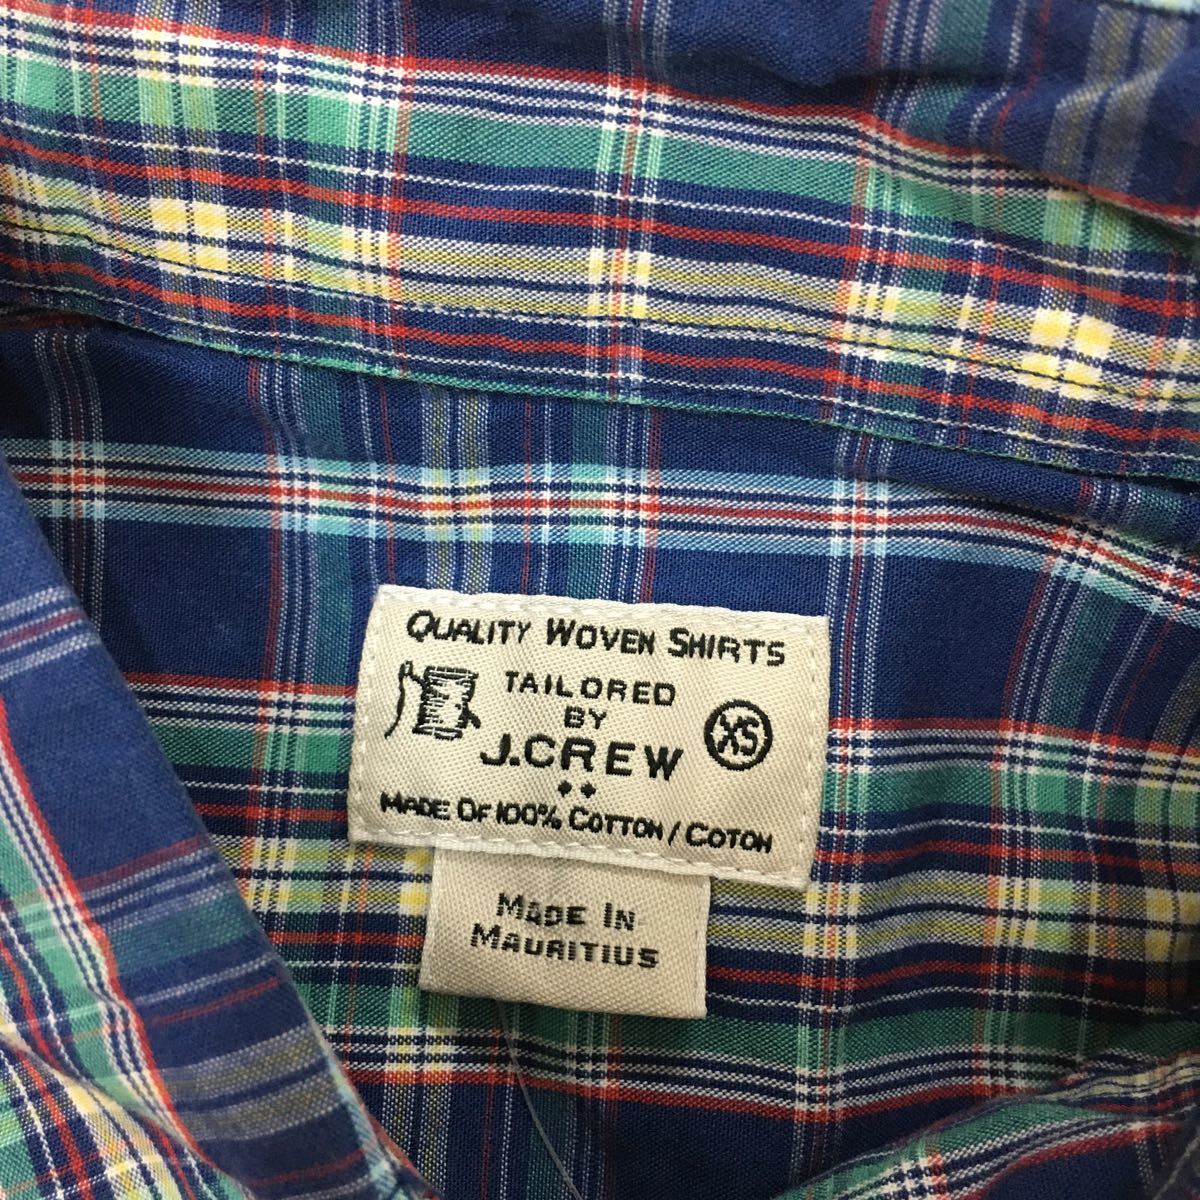 QUALITY WOVEN SHIRTS
TAILORED
BY
J.CREW
XS
MADE OF 100% COTTON / COTON
MADE IN
MAURITIUS